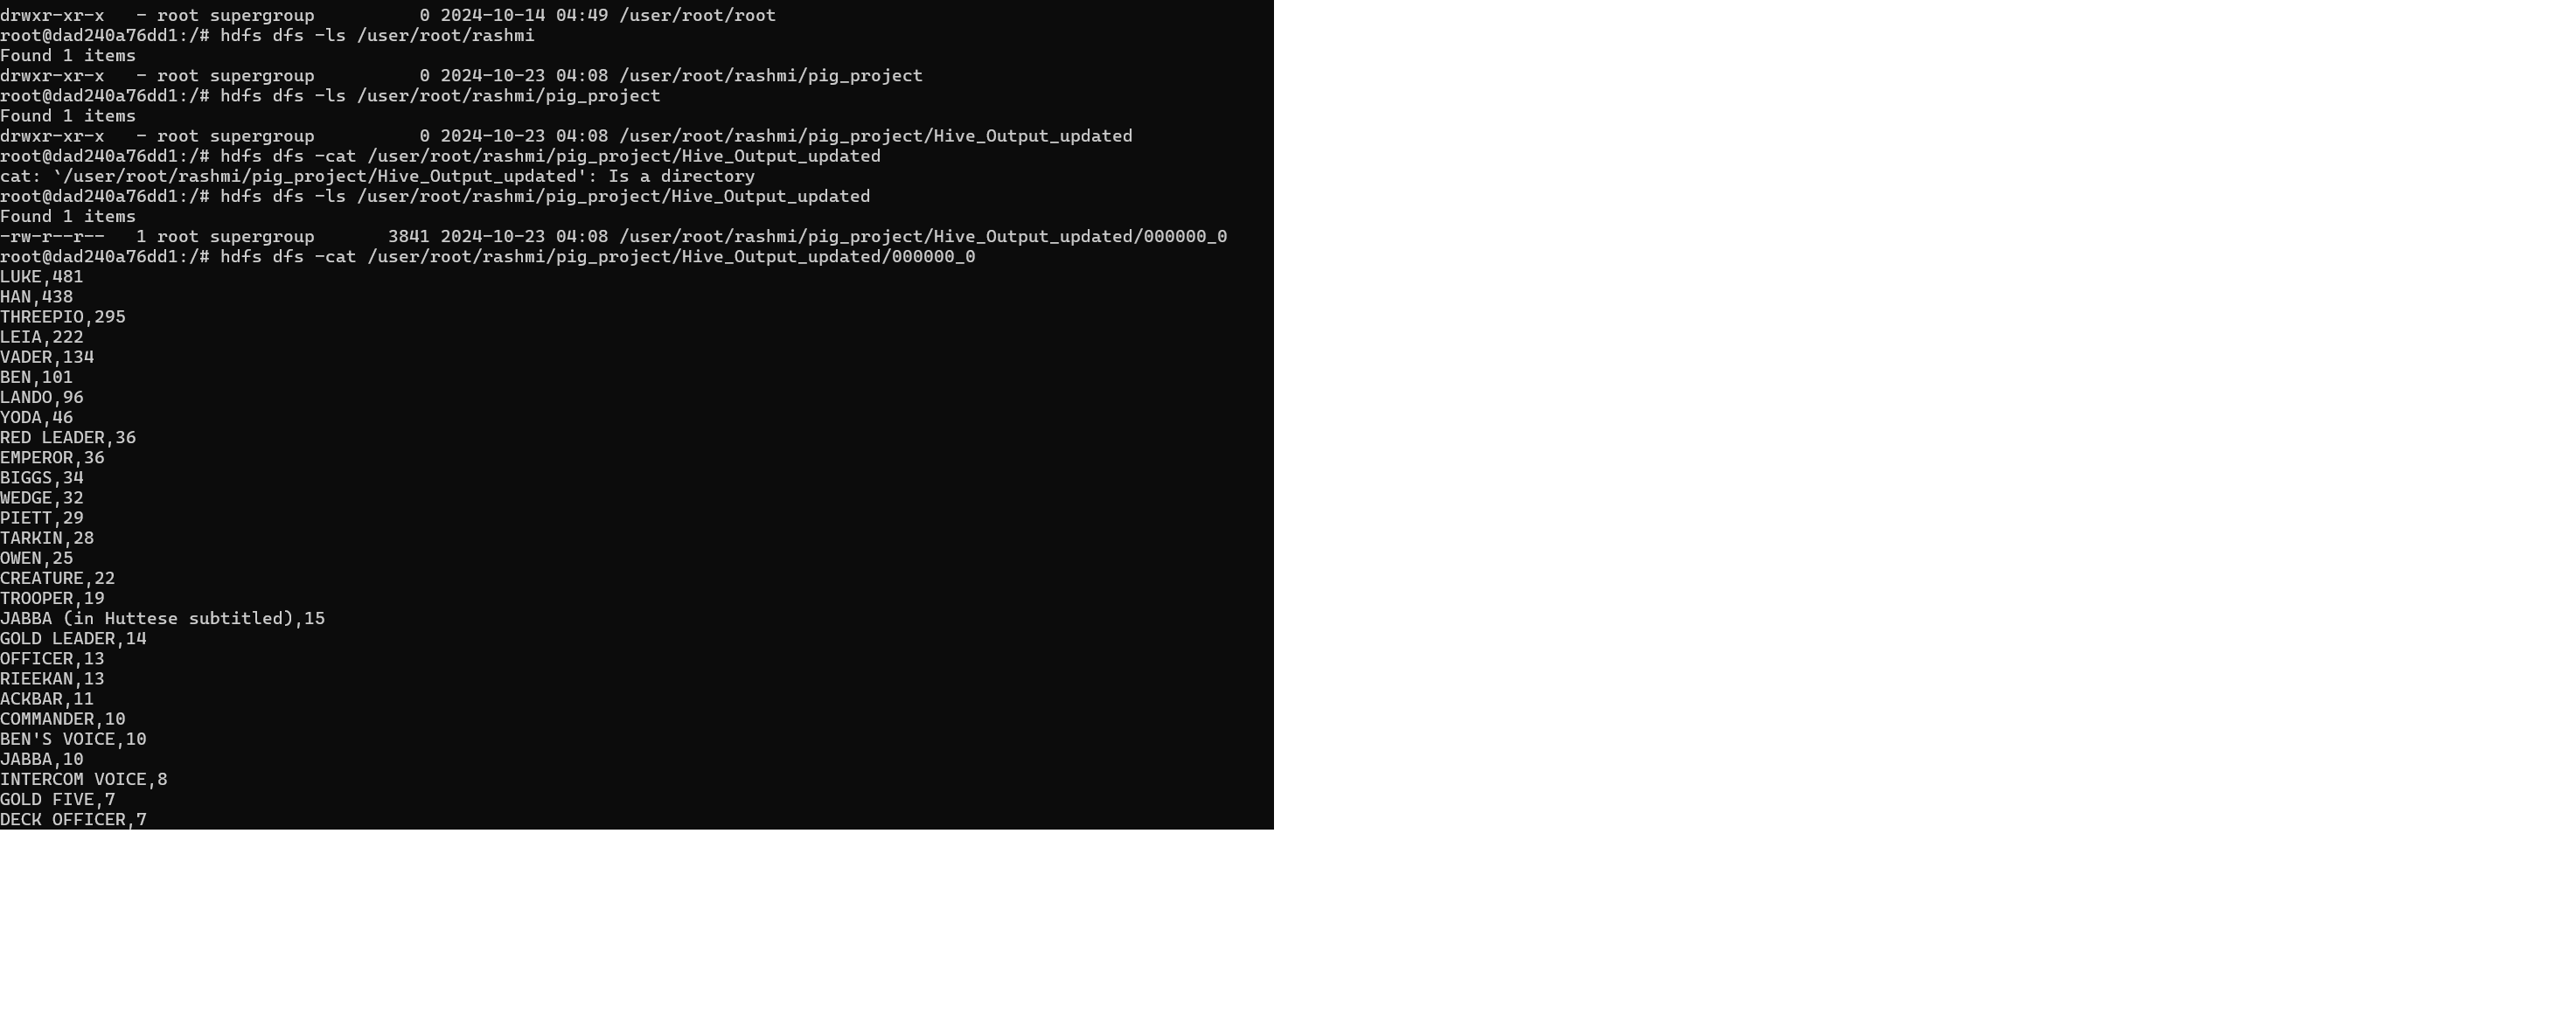 drwxr-xr-x   - root supergroup          0 2024-10-14 04:49 /user/root/root
root@dad240a76dd1:/# hdfs dfs -ls /user/root/rashmi
Found 1 items
drwxr-xr-x   - root supergroup          0 2024-10-23 04:08 /user/root/rashmi/pig_project
root@dad240a76dd1:/# hdfs dfs -ls /user/root/rashmi/pig_project
Found 1 items
drwxr-xr-x   - root supergroup          0 2024-10-23 04:08 /user/root/rashmi/pig_project/Hive_Output_updated
root@dad240a76dd1:/# hdfs dfs -cat /user/root/rashmi/pig_project/Hive_Output_updated
cat: `/user/root/rashmi/pig_project/Hive_Output_updated': Is a directory
root@dad240a76dd1:/# hdfs dfs -ls /user/root/rashmi/pig_project/Hive_Output_updated
Found 1 items
-rw-r--r--   1 root supergroup       3841 2024-10-23 04:08 /user/root/rashmi/pig_project/Hive_Output_updated/000000_0
root@dad240a76dd1:/# hdfs dfs -cat /user/root/rashmi/pig_project/Hive_Output_updated/000000_0
LUKE,481
HAN,438
THREEPIO,295
LEIA,222
VADER,134
BEN,101
LANDO,96
YODA,46
RED LEADER,36
EMPEROR,36
BIGGS,34
WEDGE,32
PIETT,29
TARKIN,28
OWEN,25
CREATURE,22
TROOPER,19
JABBA (in Huttese subtitled),15
GOLD LEADER,14
OFFICER,13
RIEEKAN,13
ACKBAR,11
COMMANDER,10
BEN'S VOICE,10
JABBA,10
INTERCOM VOICE,8
GOLD FIVE,7
DECK OFFICER,7